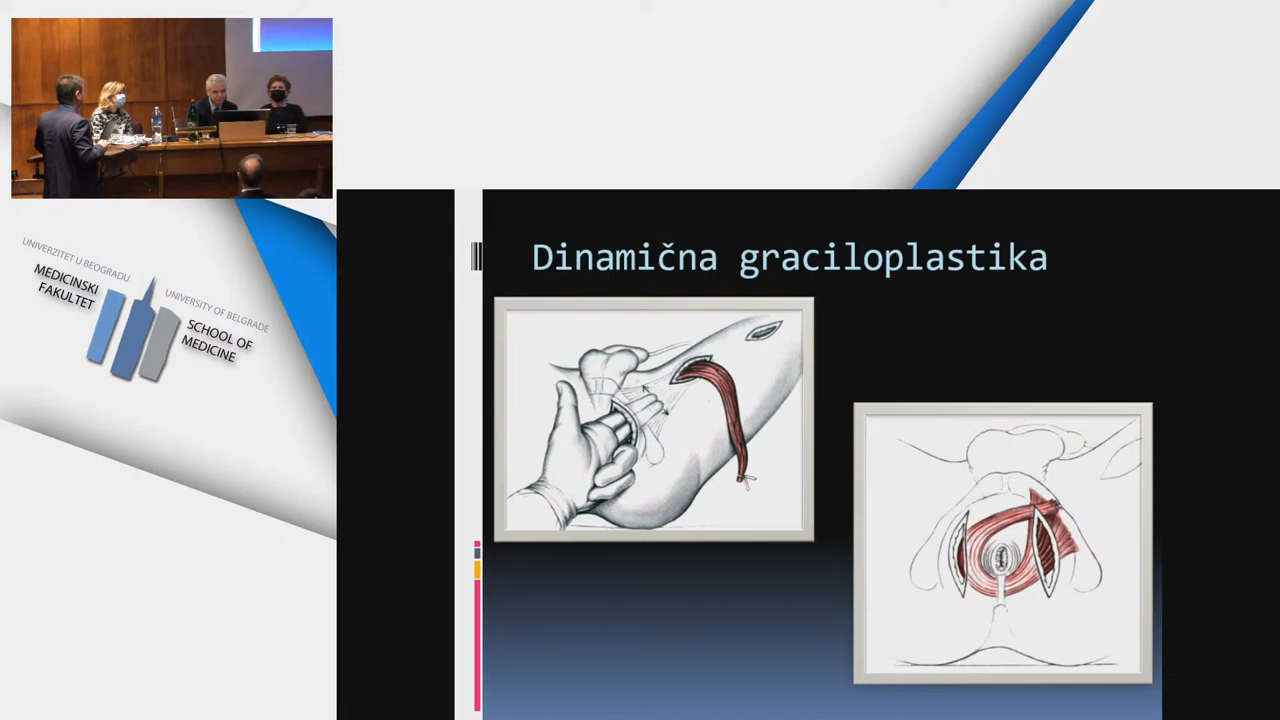 UNIVERZITET U BEOGRADU
MEDICINSKI
FAKULTET
UNIVERSITY OF BELGRADE
SCHOOL OF
MEDICINE
Dinamična graciloplastika